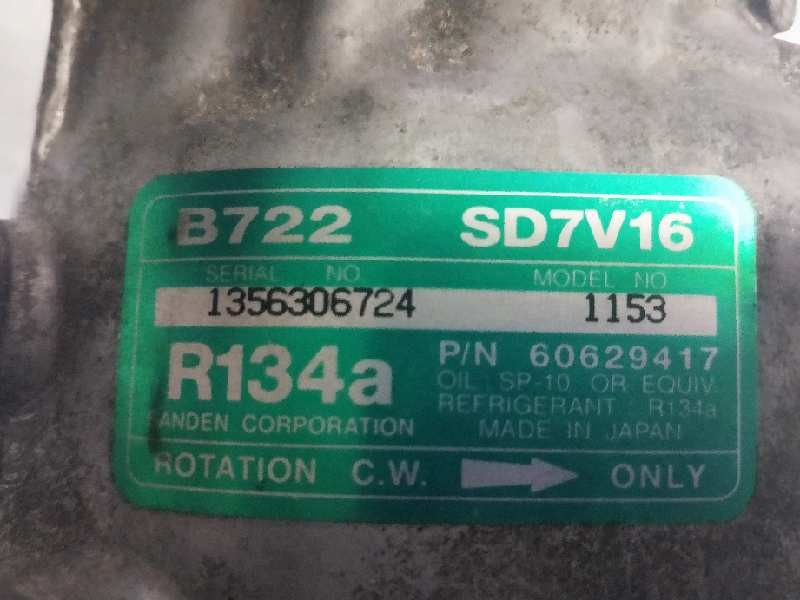 B722 SD7V16
SERIAL NO. MODEL NO
1356306724 1153
R134a P/N 60629417
OIL SP-10 OR EQUIV.
REFRIGERANT R134a
SANDEN CORPORATION MADE IN JAPAN
ROTATION C.W. ONLY